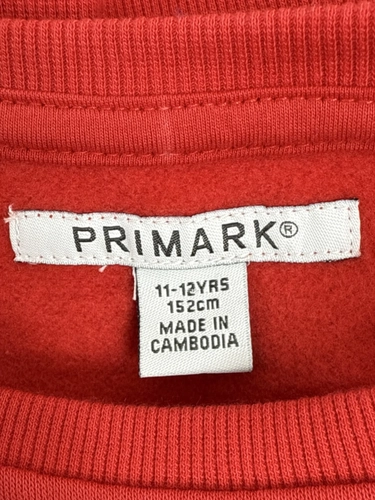 PRIMARK®
11-12YRS
152cm
MADE IN
CAMBODIA